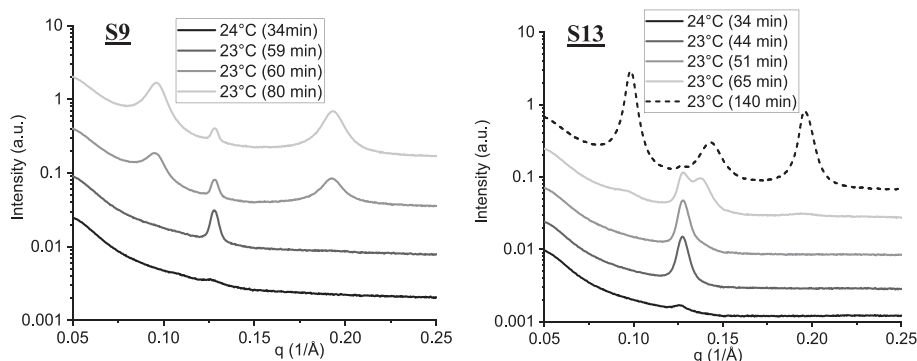 S9
24°C (34min)
23°C (59 min)
23°C (60 min)
23°C (80 min)
10
1
0.1
0.01
0.001
Intensity (a.u.)
0.05 0.10 0.15 0.20 0.25
q (1/Å)
S13
24°C (34 min)
23°C (44 min)
23°C (51 min)
23°C (65 min)
23°C (140 min)
10
1
0.1
0.01
0.001
Intensity (a.u.)
0.05 0.10 0.15 0.20 0.25
q (1/Å)